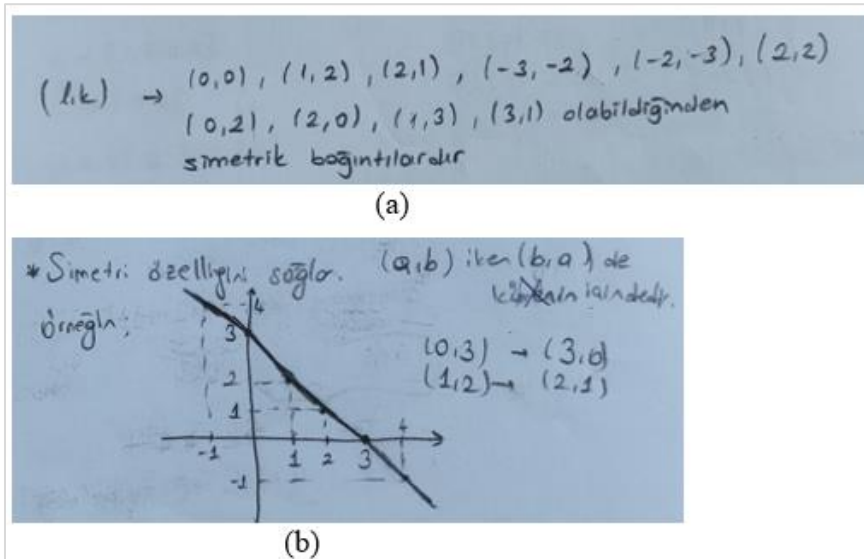 (l,k) → (0,0), (1,2), (2,1), (-3,-2), (-2,-3), (2,2)
(0,2), (2,0), (1,3), (3,1) olabildiğinden
simetrik bağıntılardır
(a)
* Simetri özelliğini sağlar. (a,b) iken (b,a) de
içindedir.
örneğin;
(0,3) → (3,0)
(1,2) → (2,1)
4
3
2
1
-1 1 2 3 4
-1
(b)